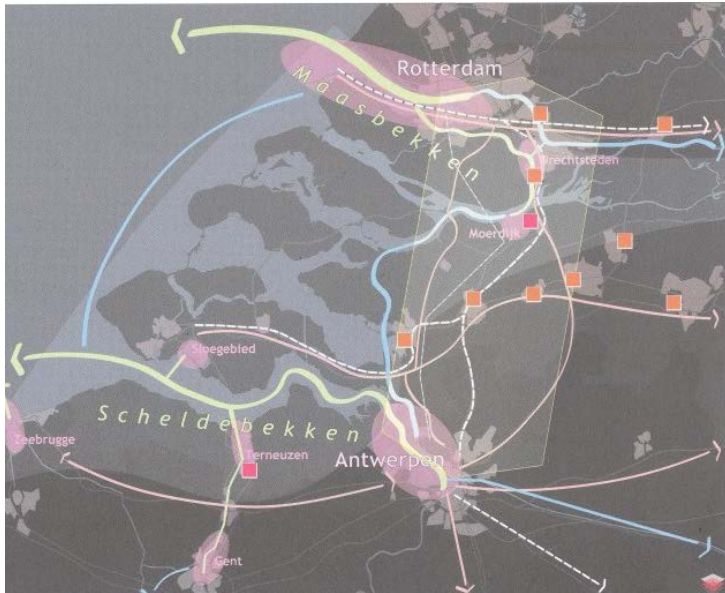 Rotterdam
Maasbekken
Drechtsteden
Moerdijk
Sloegebied
Scheldebekken
Zeebrugge
Terneuzen
Antwerpen
Gent